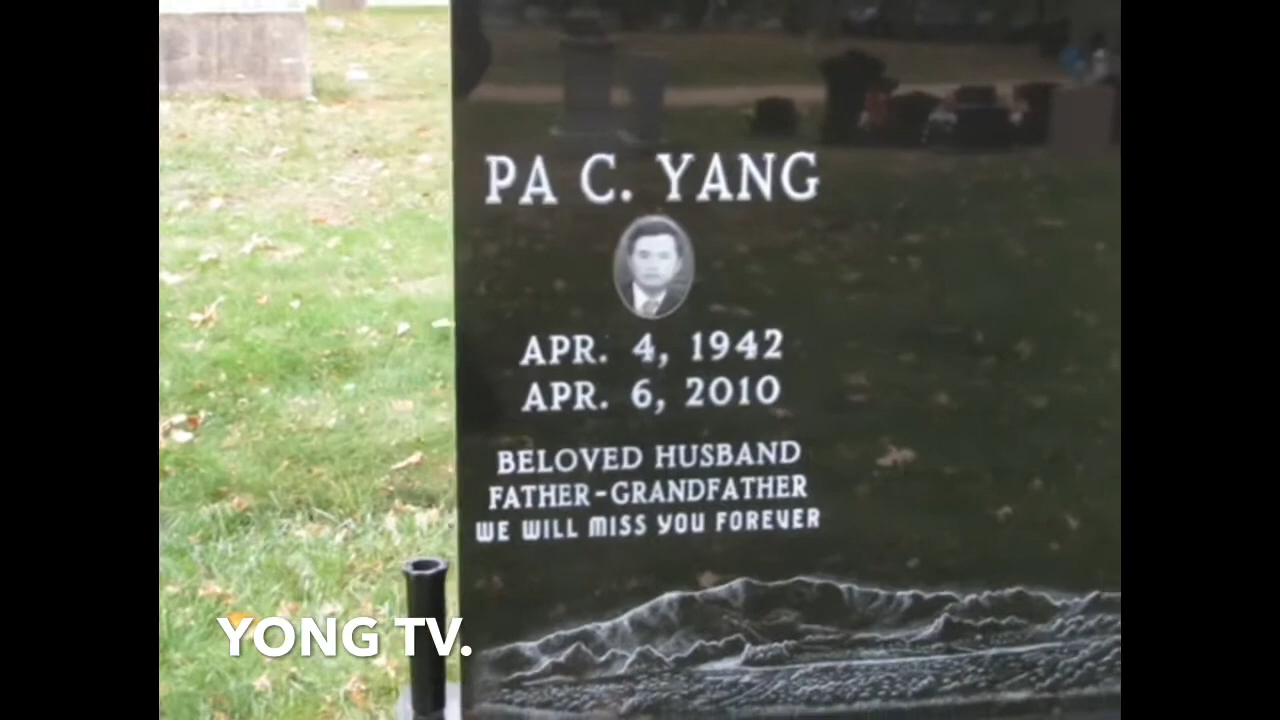 PA C. YANG
APR. 4, 1942
APR. 6, 2010
BELOVED HUSBAND
FATHER-GRANDFATHER
WE WILL MISS YOU FOREVER
YONG TV.